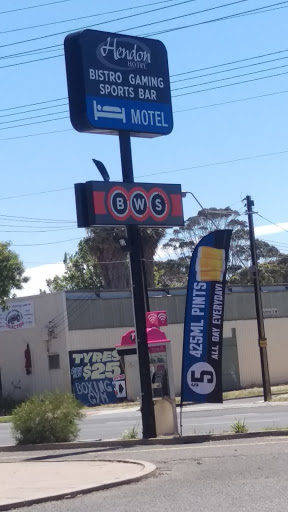 Hendon
HOTEL
BISTRO GAMING
SPORTS BAR
MOTEL
BWS
425ML PINTS
ALL DAY EVERYDAY!
$5
TYRES
$25
BOXING
GYM